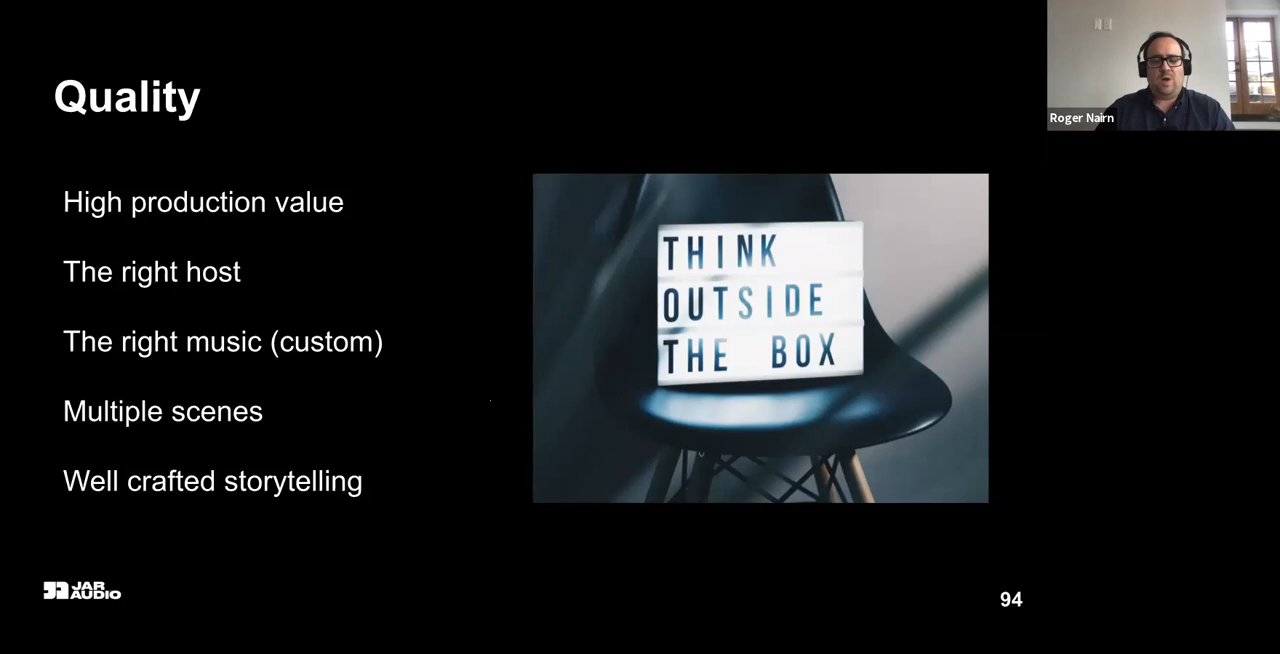 Quality
High production value
The right host
The right music (custom)
Multiple scenes
Well crafted storytelling
THINK
OUTSIDE
THE BOX
JAR
AUDIO
94
Roger Nairn